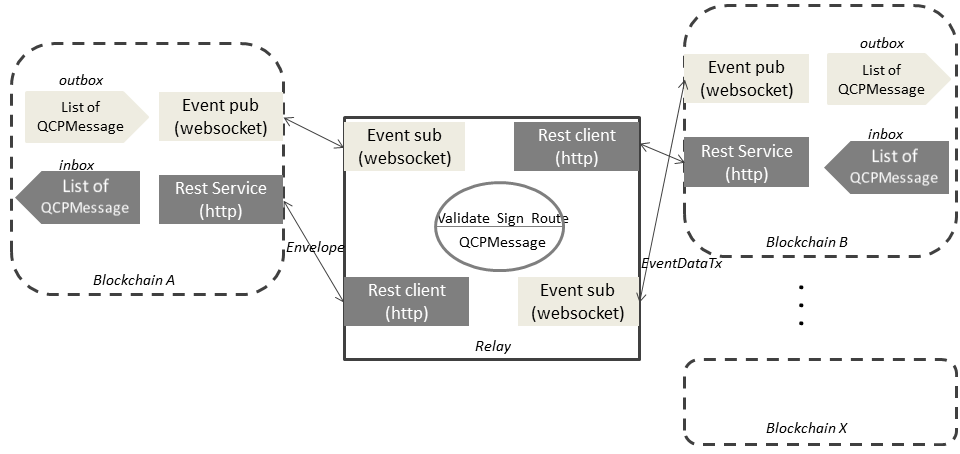 outbox
List of
QCPMessage
Event pub
(websocket)
inbox
List of
QCPMessage
Rest Service
(http)
Blockchain A
Envelope
Event sub
(websocket)
Rest client
(http)
Validate Sign Route
QCPMessage
Rest client
(http)
Event sub
(websocket)
Relay
EventDataTx
outbox
Event pub
(websocket)
List of
QCPMessage
inbox
Rest Service
(http)
List of
QCPMessage
Blockchain B
Blockchain X